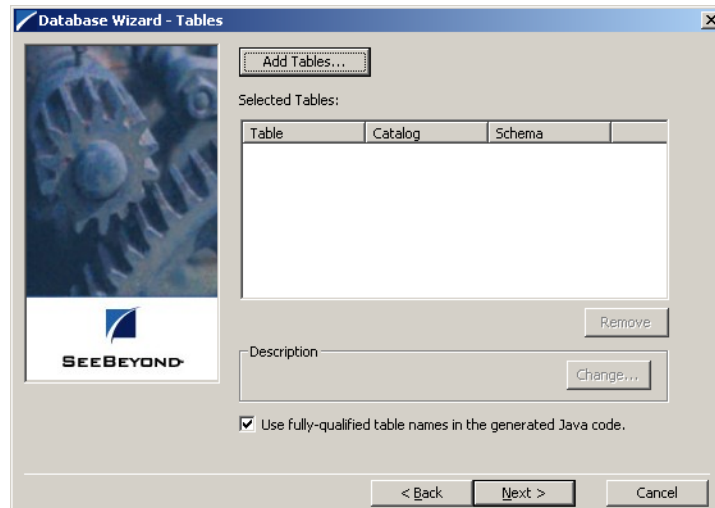 Database Wizard - Tables
Add Tables...
Selected Tables:
Table Catalog Schema
Remove
SEEBEYOND
Description
Change...
Use fully-qualified table names in the generated Java code.
< Back Next > Cancel